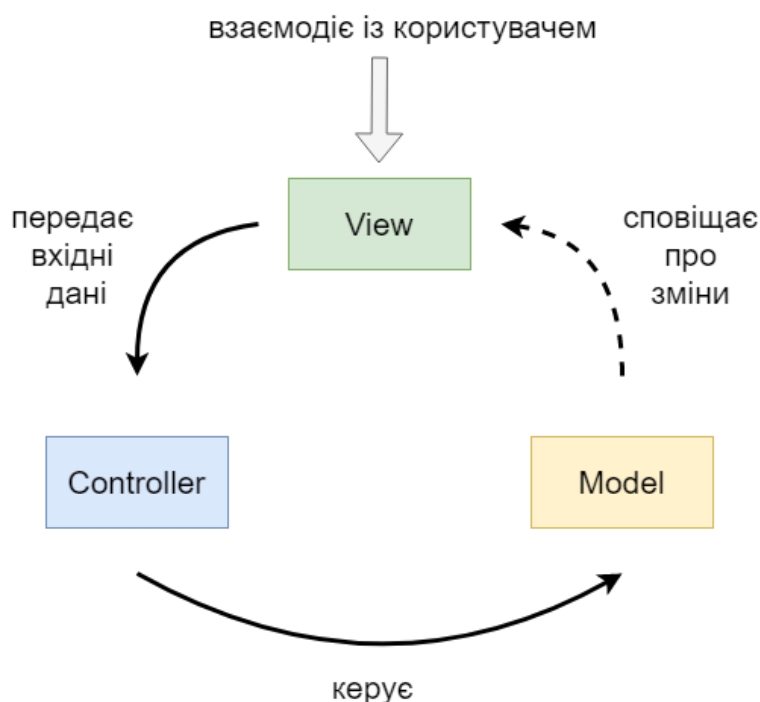 взаємодіє із користувачем
View
передає
вхідні
дані
сповіщає
про
зміни
Controller
Model
керує